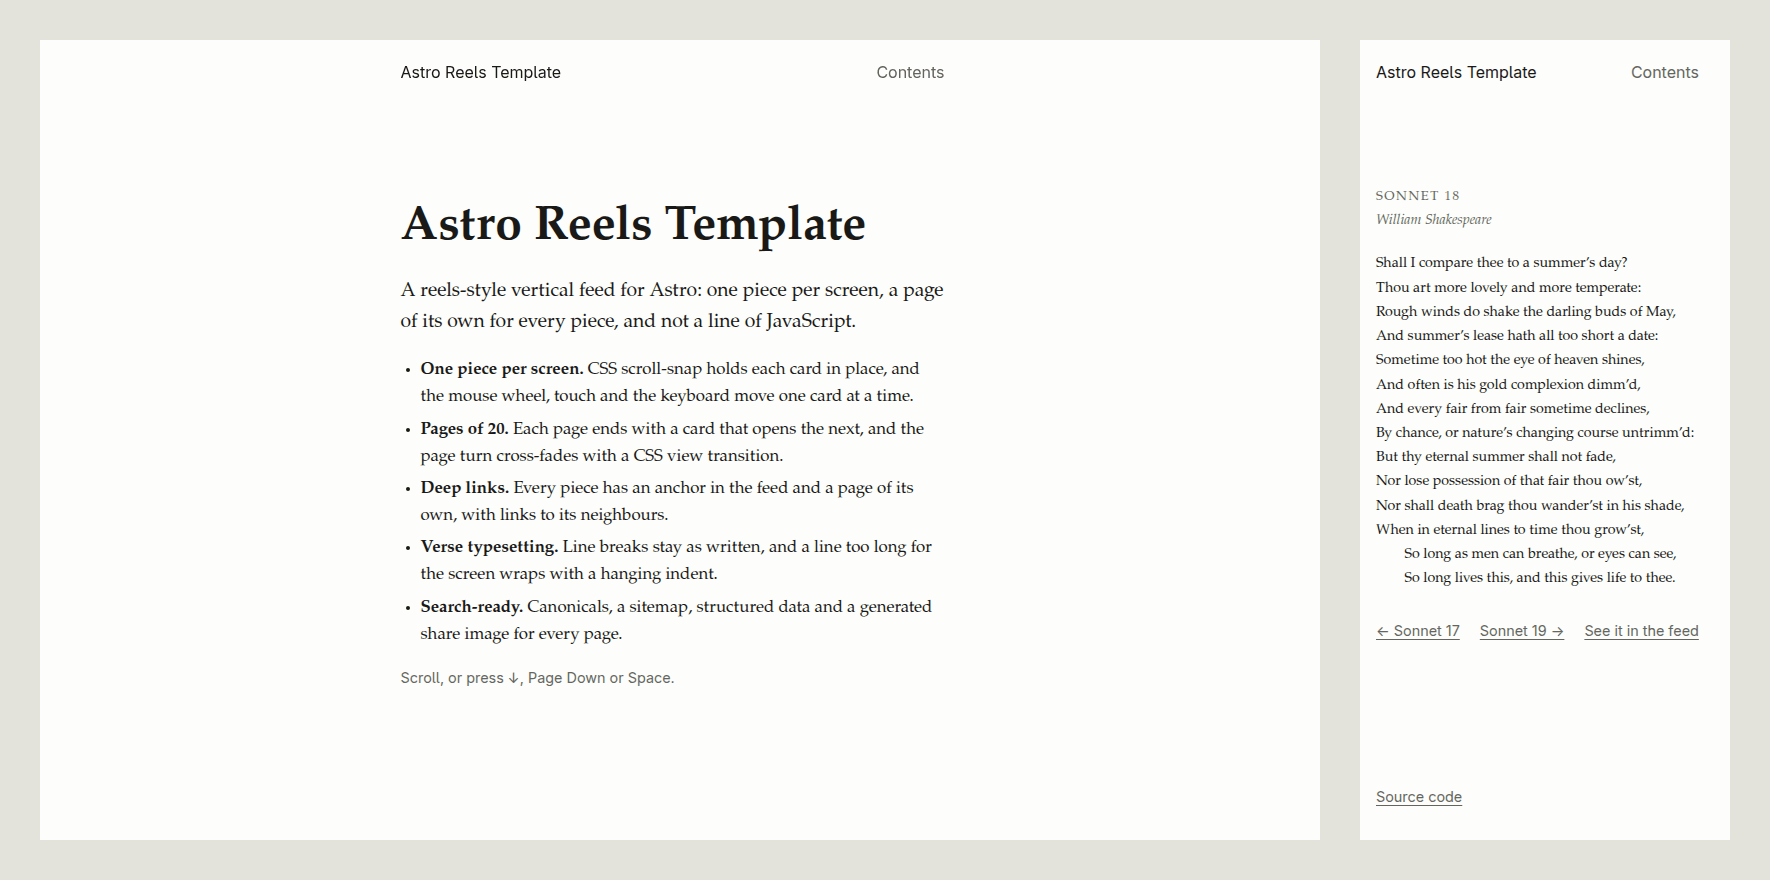 Astro Reels Template
Contents
Astro Reels Template
A reels-style vertical feed for Astro: one piece per screen, a page
of its own for every piece, and not a line of JavaScript.
• One piece per screen. CSS scroll-snap holds each card in place, and
the mouse wheel, touch and the keyboard move one card at a time.
• Pages of 20. Each page ends with a card that opens the next, and the
page turn cross-fades with a CSS view transition.
• Deep links. Every piece has an anchor in the feed and a page of its
own, with links to its neighbours.
• Verse typesetting. Line breaks stay as written, and a line too long for
the screen wraps with a hanging indent.
• Search-ready. Canonicals, a sitemap, structured data and a generated
share image for every page.
Scroll, or press ↓, Page Down or Space.
Astro Reels Template
Contents
SONNET 18
William Shakespeare
Shall I compare thee to a summer’s day?
Thou art more lovely and more temperate:
Rough winds do shake the darling buds of May,
And summer’s lease hath all too short a date:
Sometime too hot the eye of heaven shines,
And often is his gold complexion dimm’d,
And every fair from fair sometime declines,
By chance, or nature’s changing course untrimm’d:
But thy eternal summer shall not fade,
Nor lose possession of that fair thou ow’st,
Nor shall death brag thou wander’st in his shade,
When in eternal lines to time thou grow’st,
So long as men can breathe, or eyes can see,
So long lives this, and this gives life to thee.
← Sonnet 17 Sonnet 19 → See it in the feed
Source code